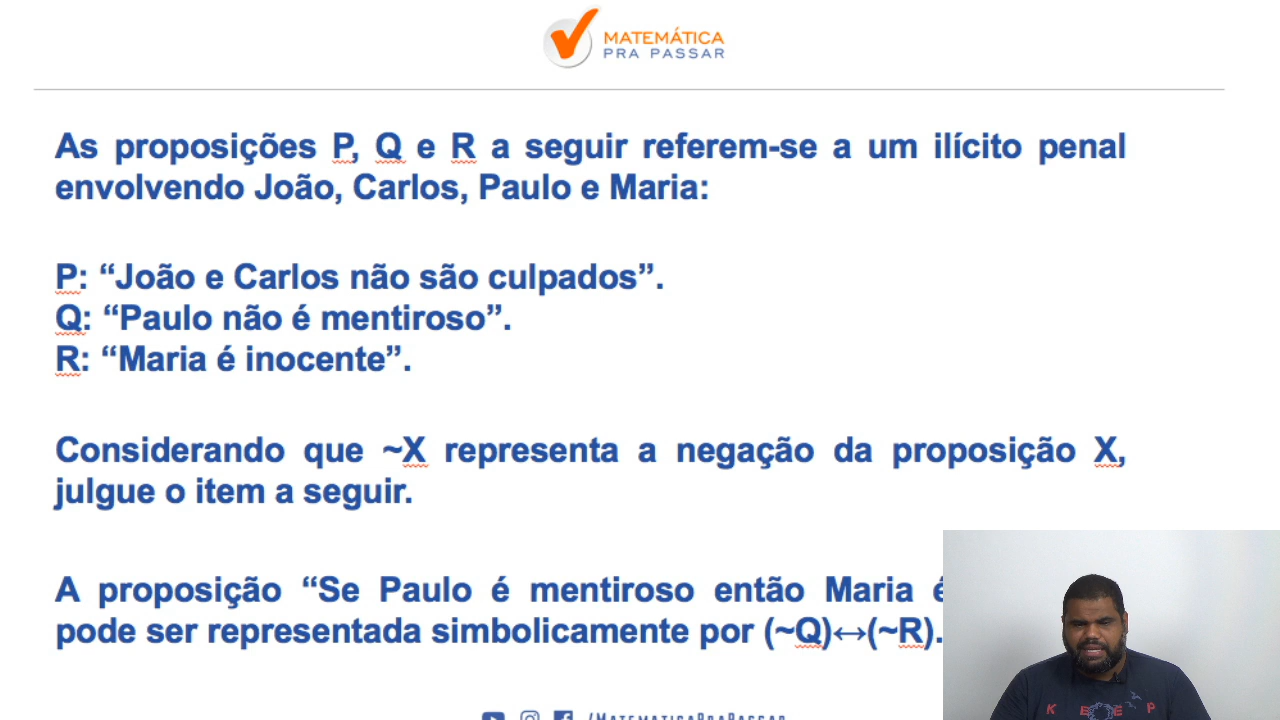 MATEMÁTICA
PRA PASSAR
As proposições P, Q e R a seguir referem-se a um ilícito penal
envolvendo João, Carlos, Paulo e Maria:
P: “João e Carlos não são culpados”.
Q: “Paulo não é mentiroso”.
R: “Maria é inocente”.
Considerando que ~X representa a negação da proposição X,
julgue o item a seguir.
A proposição “Se Paulo é mentiroso então Maria é
pode ser representada simbolicamente por (~Q)↔(~R).
K E E P
/MATEMATICAPRAPASSAR